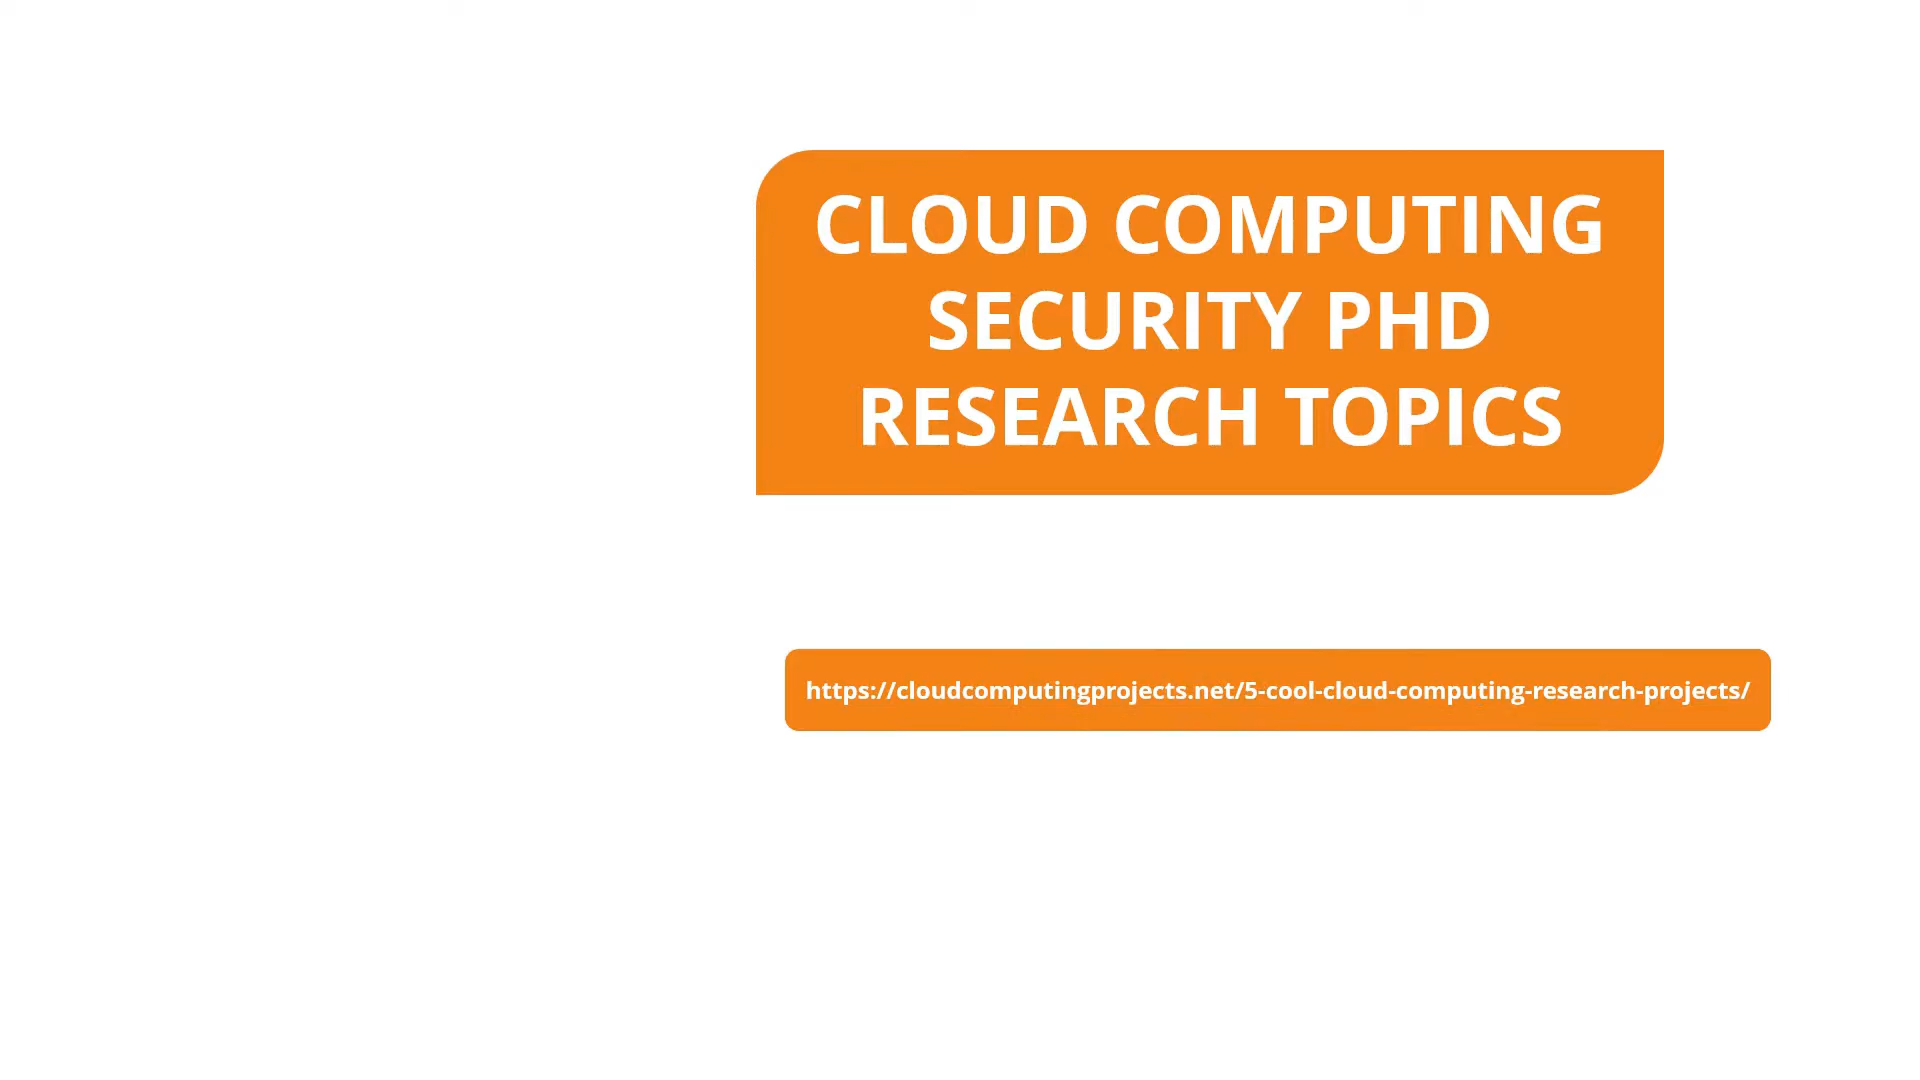 CLOUD COMPUTING
SECURITY PHD
RESEARCH TOPICS
https://cloudcomputingprojects.net/5-cool-cloud-computing-research-projects/